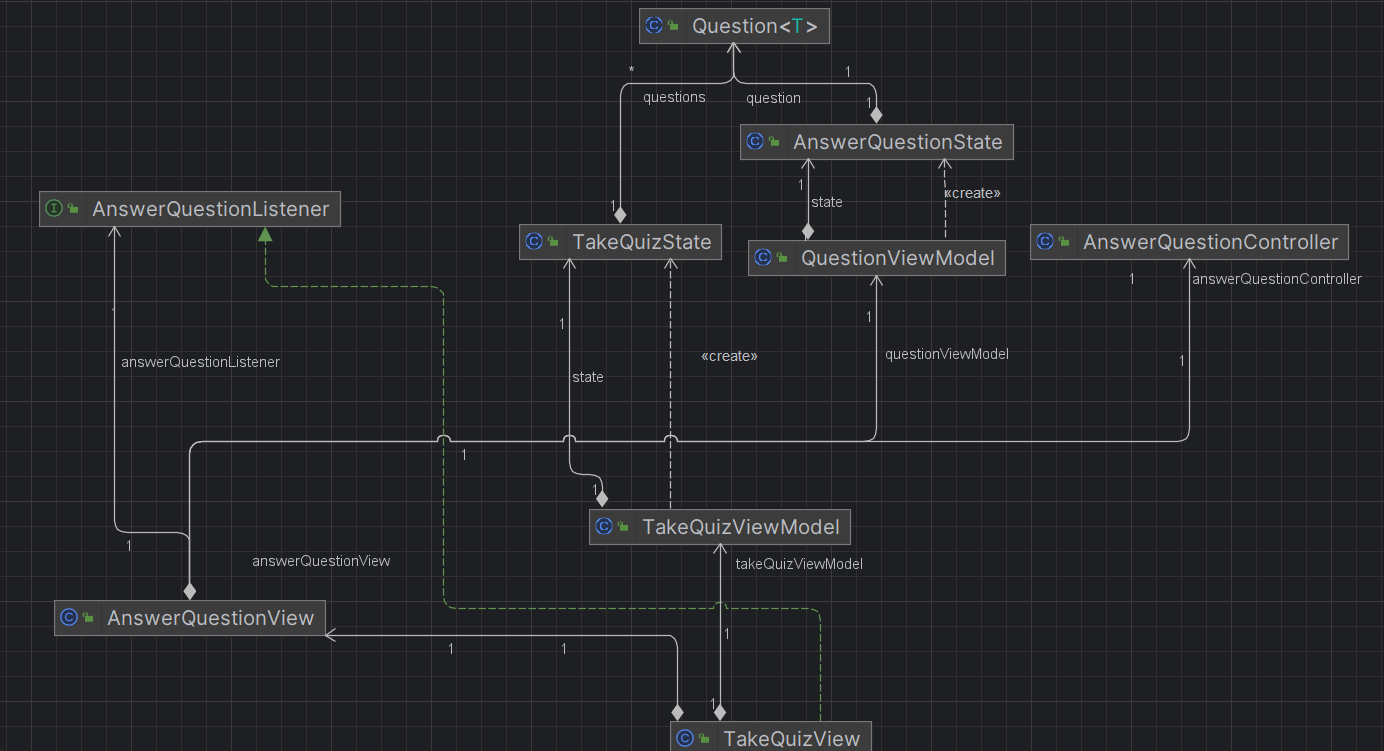 Question<T>
*
1
questions
question
1
AnswerQuestionState
1
state
«create»
AnswerQuestionListener
1
TakeQuizState
QuestionViewModel
AnswerQuestionController
1
answerQuestionController
1
1
answerQuestionListener
state
«create»
questionViewModel
1
1
1
TakeQuizViewModel
1
answerQuestionView
takeQuizViewModel
AnswerQuestionView
1
1
1
1
TakeQuizView